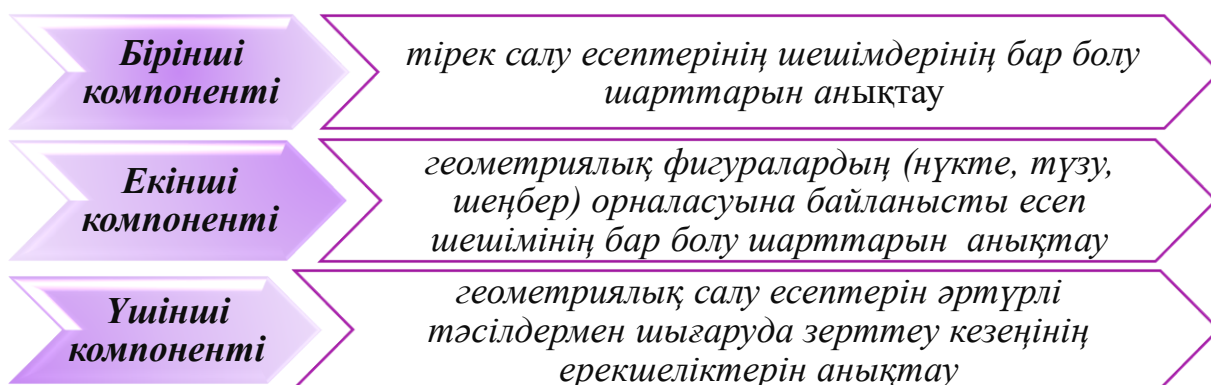 Бірінші
компоненті
тірек салу есептерінің шешімдерінің бар болу
шарттарын анықтау
Екінші
компоненті
геометриялық фигуралардың (нүкте, түзу,
шеңбер) орналасуына байланысты есеп
шешімінің бар болу шарттарын анықтау
Үшінші
компоненті
геометриялық салу есептерін әртүрлі
тәсілдермен шығаруда зерттеу кезеңінің
ерекшеліктерін анықтау